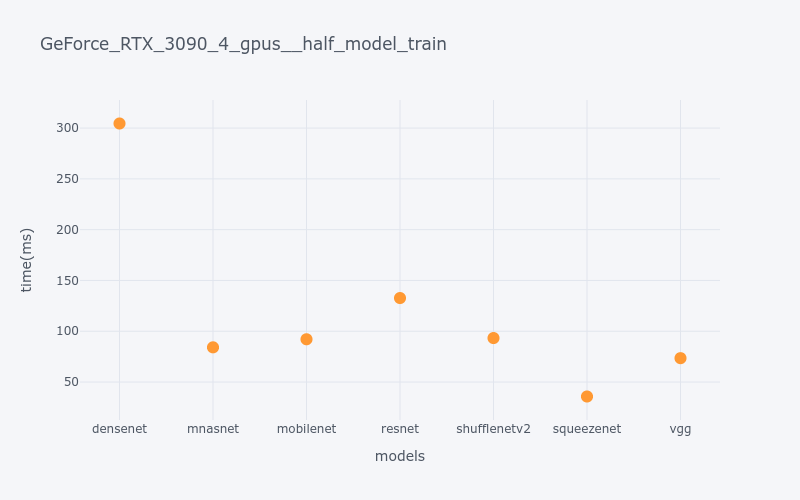 GeForce_RTX_3090_4_gpus__half_model_train
time(ms)
300
250
200
150
100
50
densenet mnasnet mobilenet resnet shufflenetv2 squeezenet vgg
models